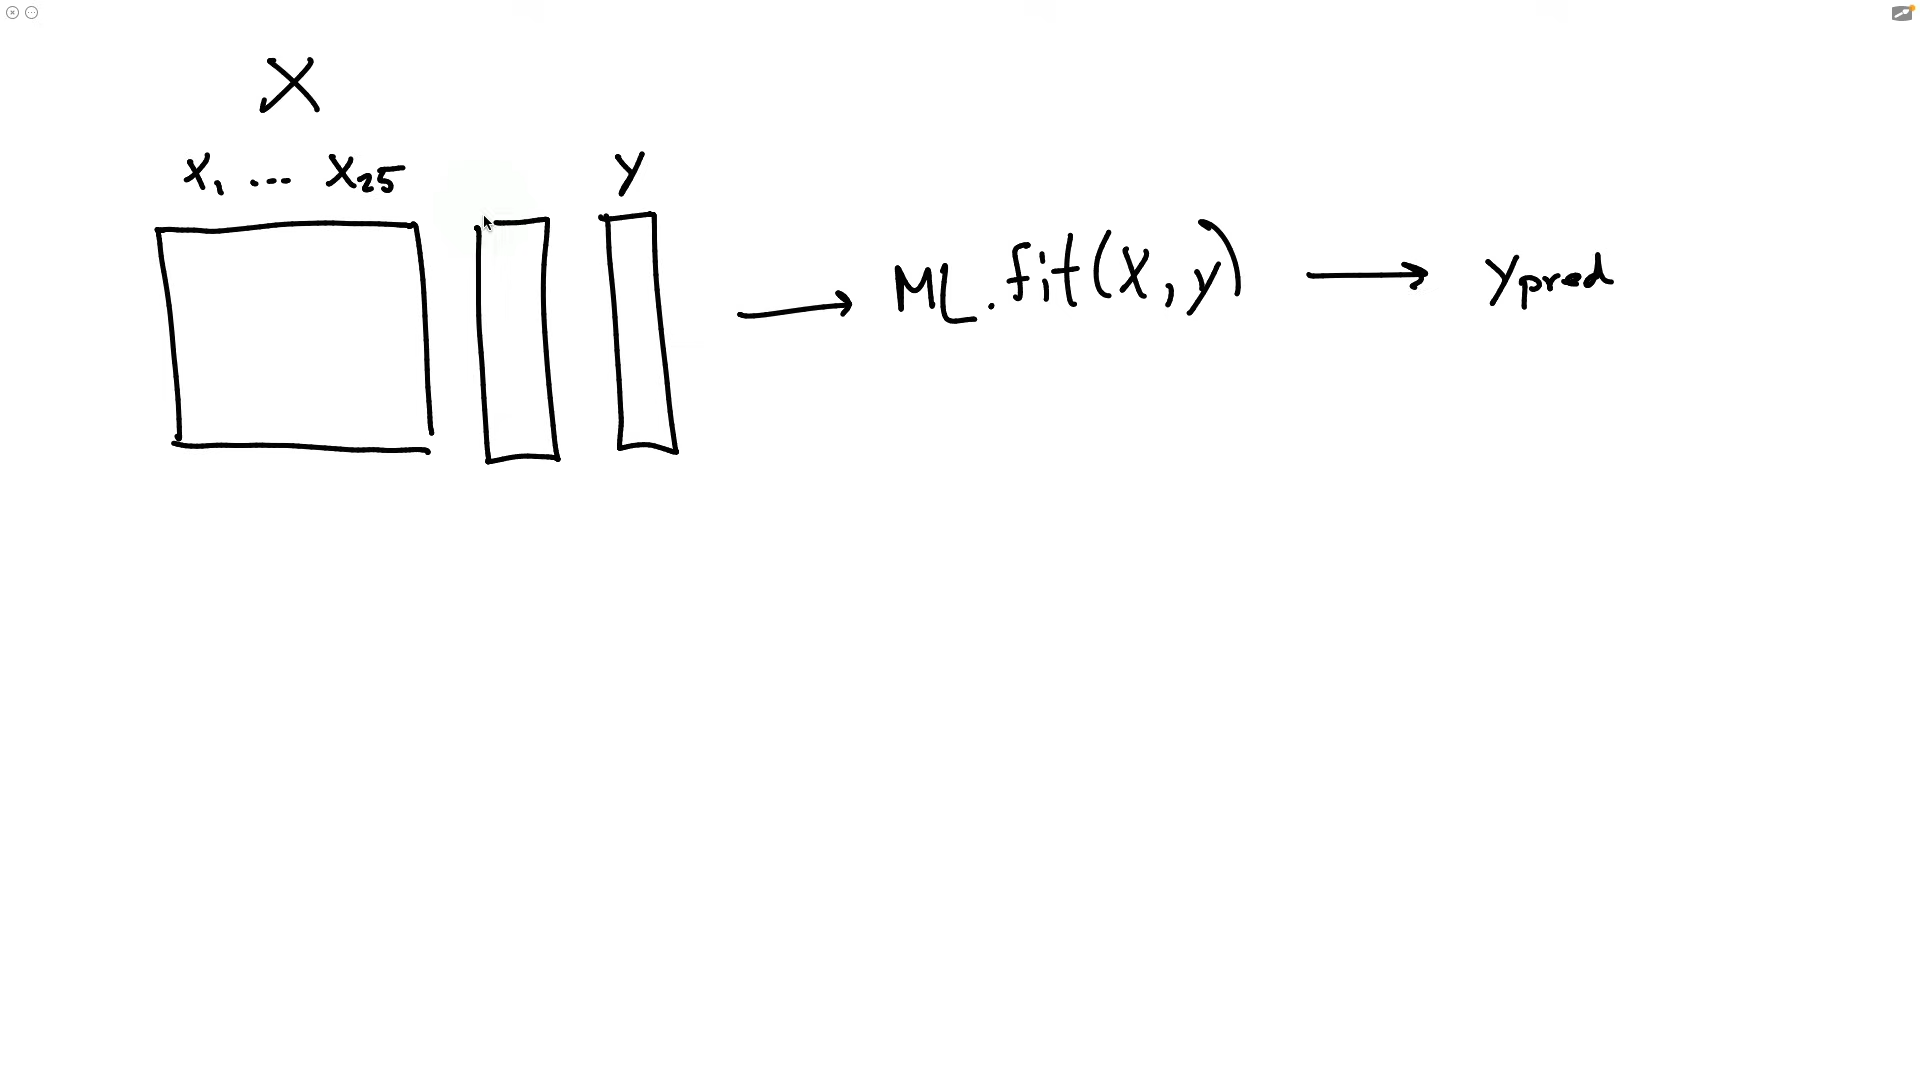 X
x₁ ... x₂₅
y
ML.fit(X, y)
ypred